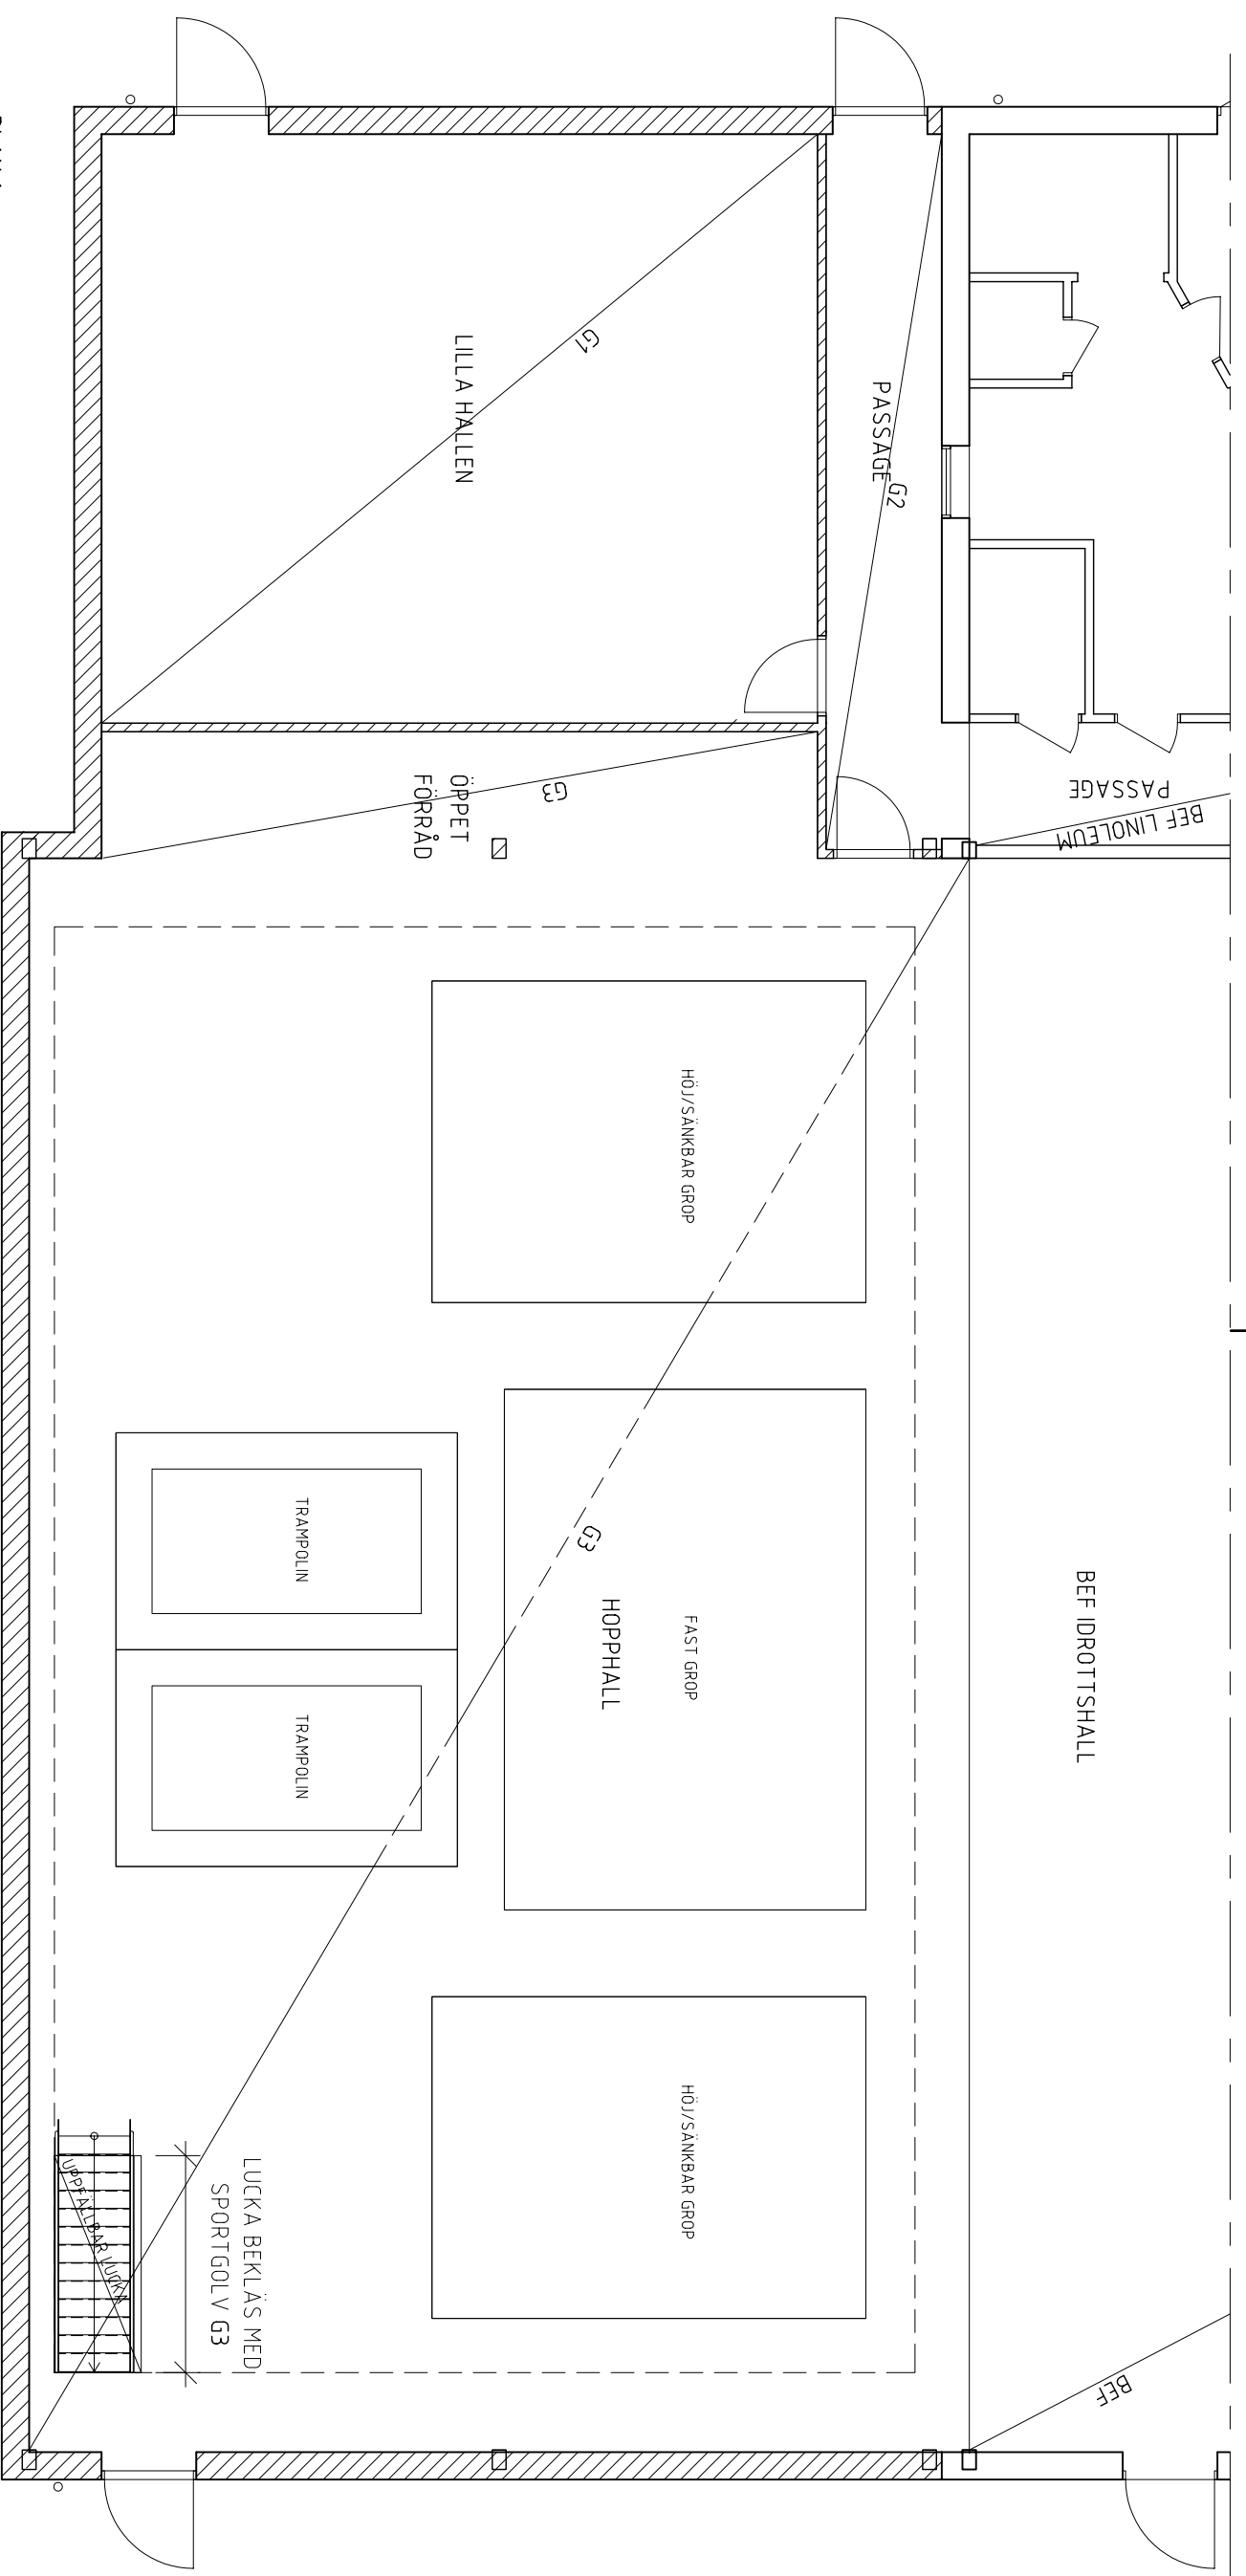 LILLA HALLEN
G1
PASSAGE
G2
ÖPPET
FÖRRÅD
G3
PASSAGE
BEF LINOLEUM
HÖJ/SÄNKBAR GROP
BEF IDROTTSHALL
G3
HOPPHALL
FAST GROP
TRAMPOLIN
TRAMPOLIN
HÖJ/SÄNKBAR GROP
LUCKA BEKLÄS MED
SPORTGOLV G3
UPPFÄLLBAR LUCKA
BEF